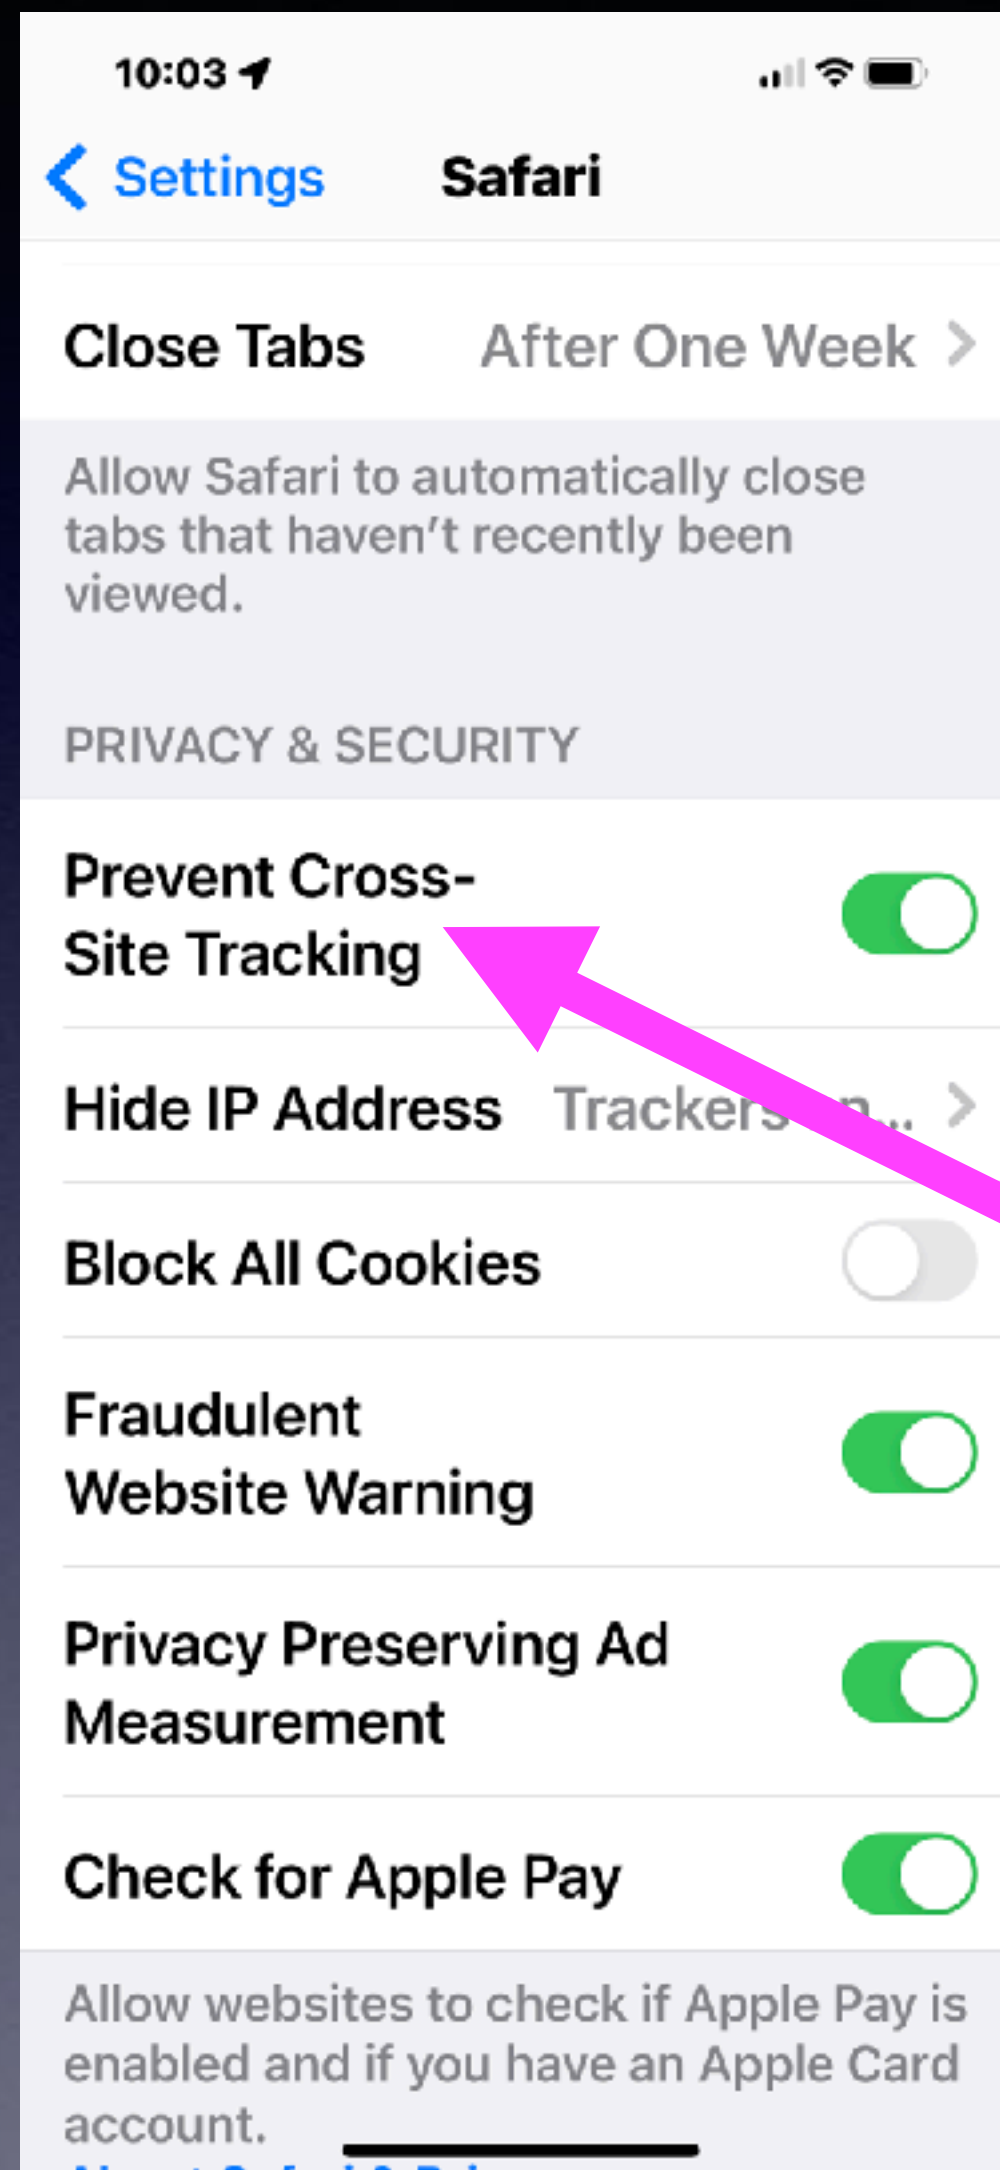 10:03
Settings
Safari
Close Tabs
After One Week
Allow Safari to automatically close
tabs that haven't recently been
viewed.
PRIVACY & SECURITY
Prevent Cross-
Site Tracking
Hide IP Address
Trackers
Block All Cookies
Fraudulent
Website Warning
Privacy Preserving Ad
Measurement
Check for Apple Pay
Allow websites to check if Apple Pay is
enabled and if you have an Apple Card
account.